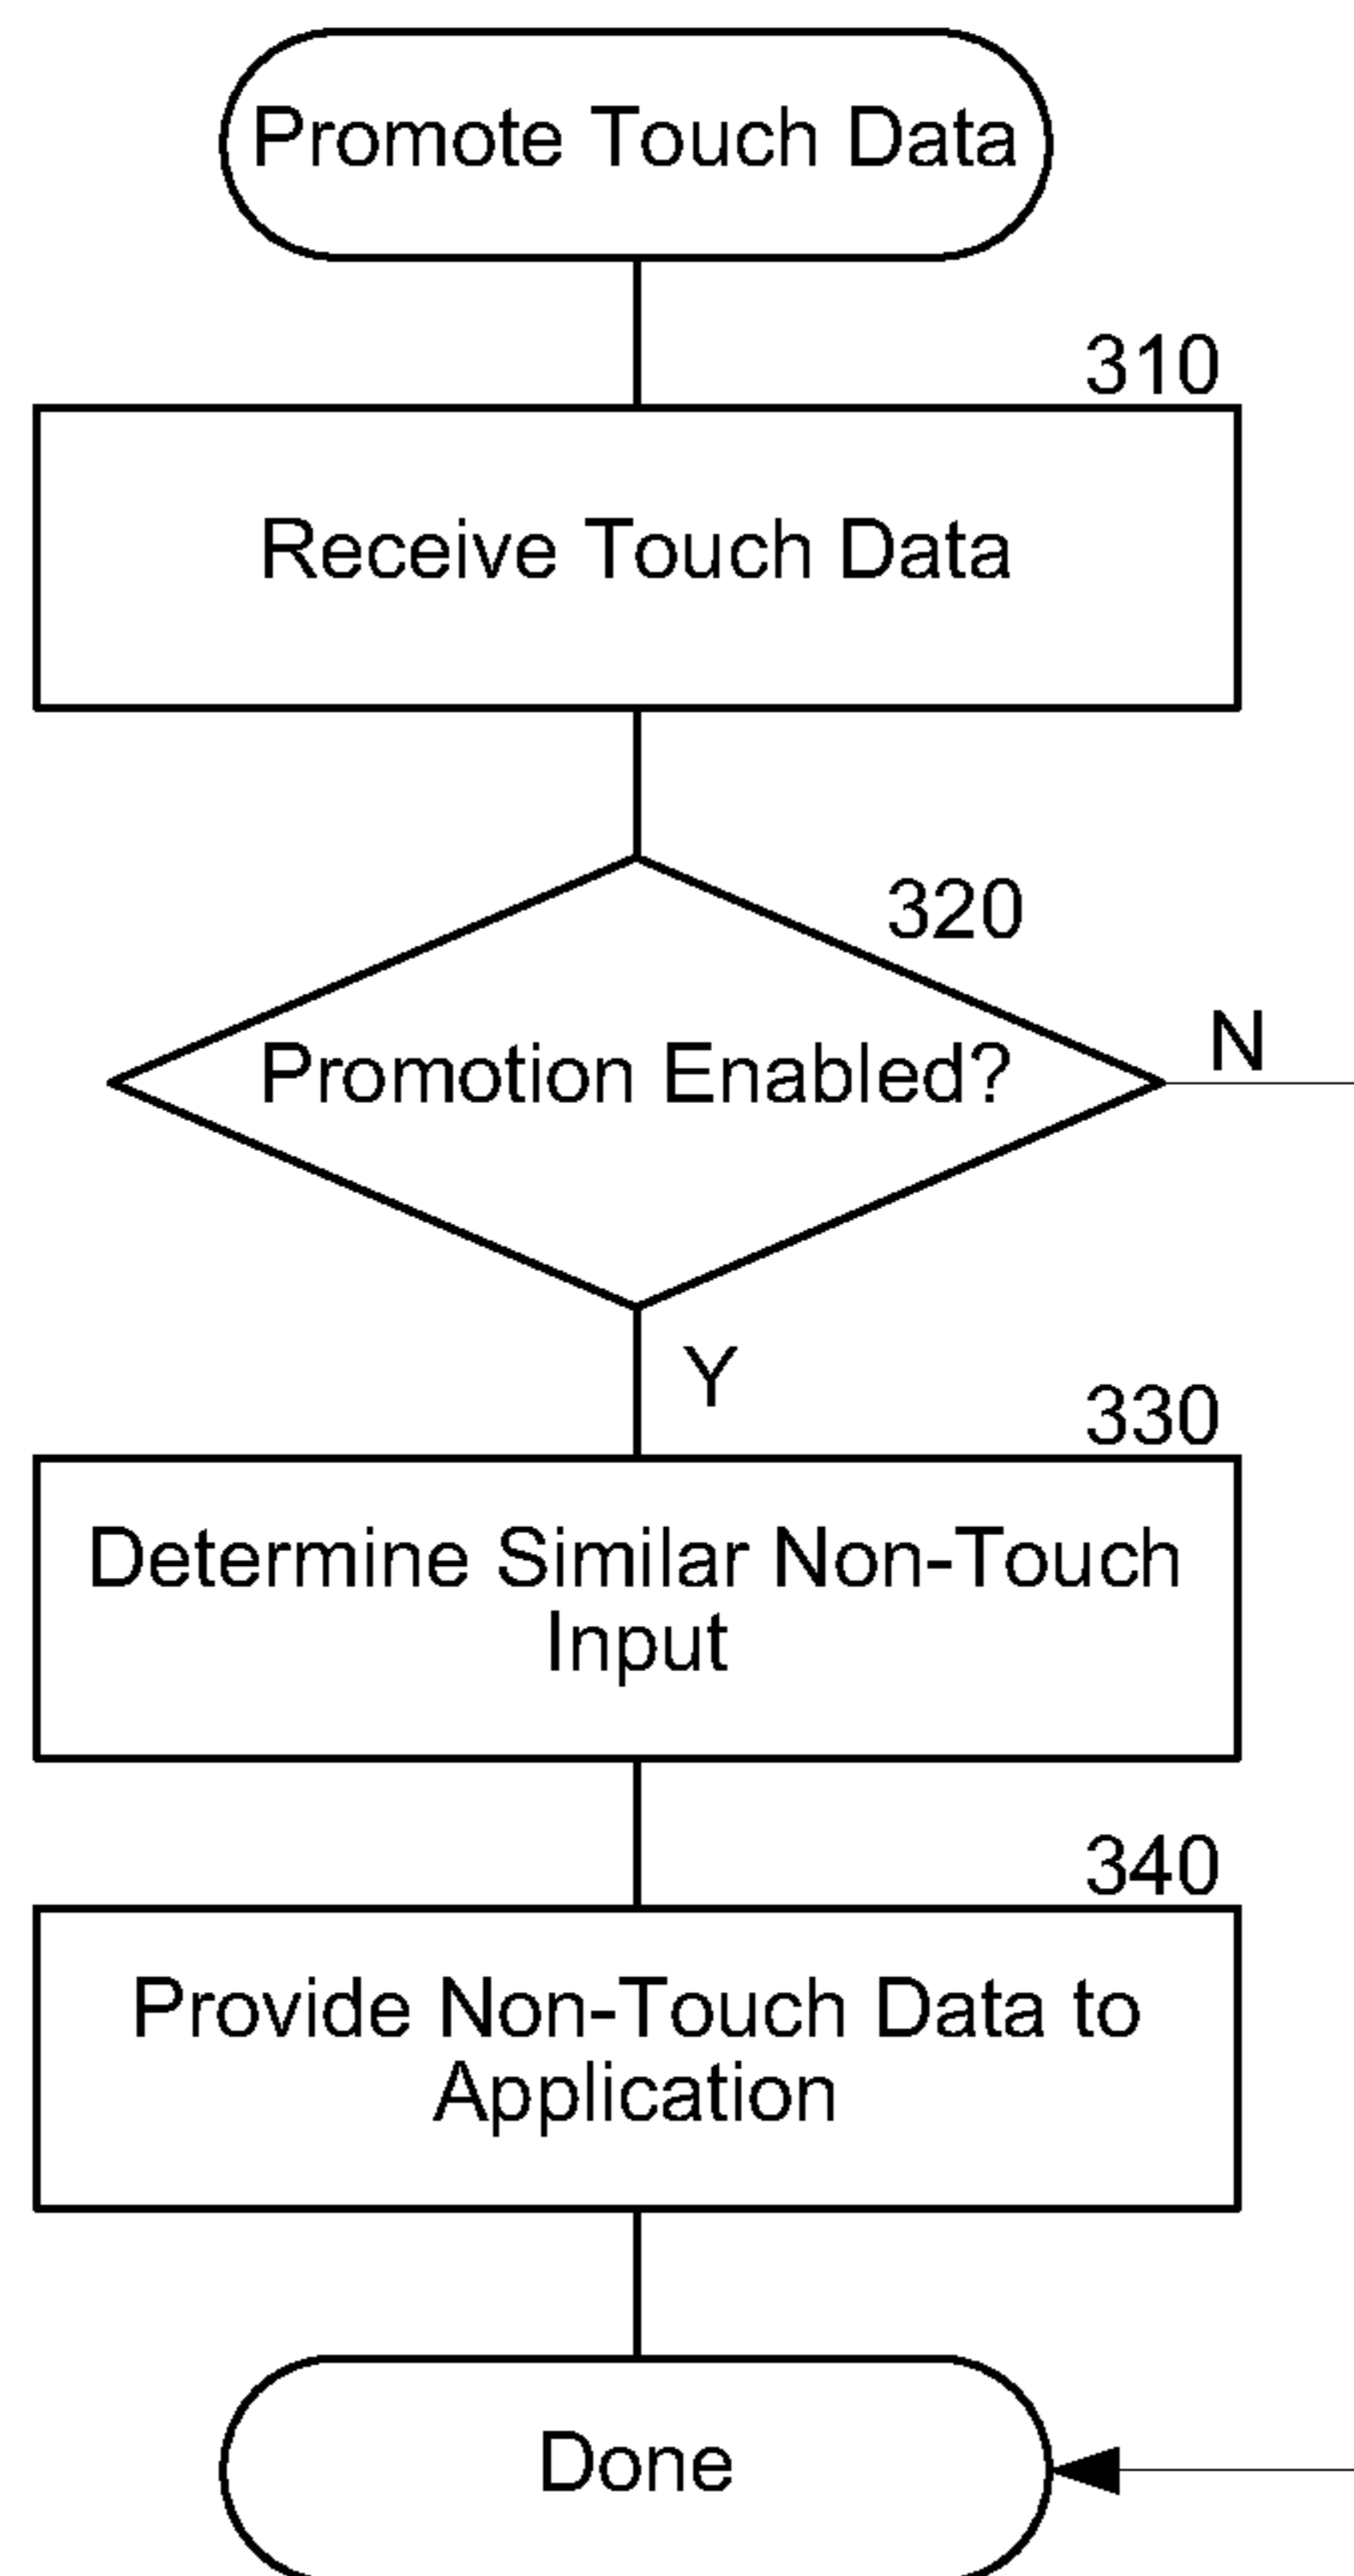 Promote Touch Data
310
Receive Touch Data
320
Promotion Enabled?
N
Y
330
Determine Similar Non-Touch
Input
340
Provide Non-Touch Data to
Application
Done